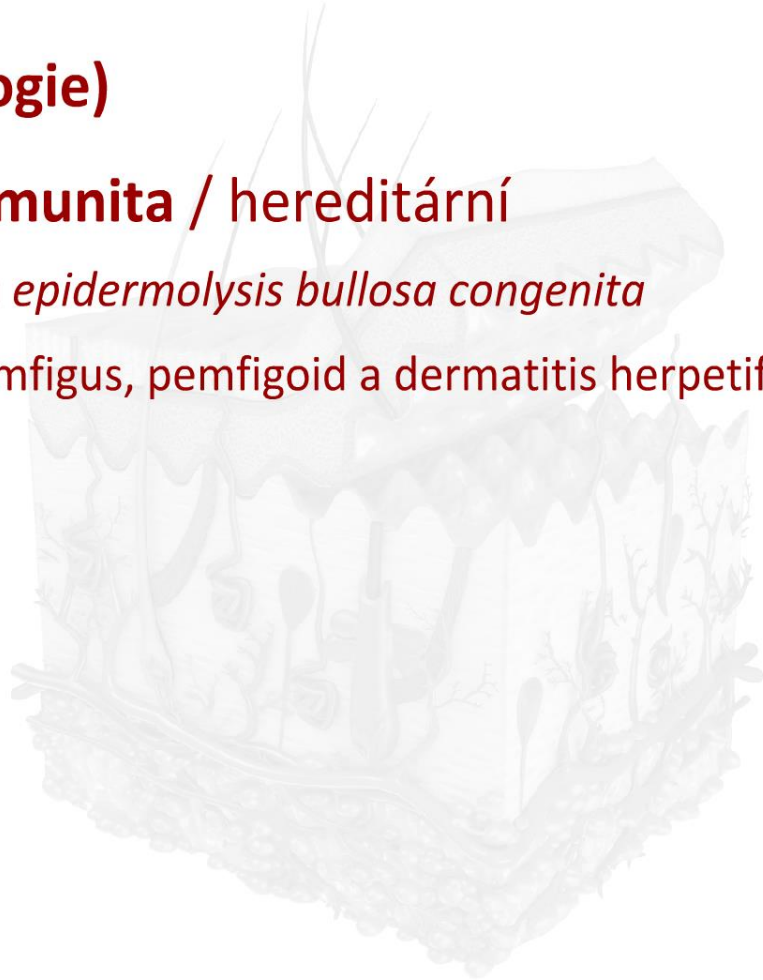 ogie)
munita / hereditární
epidermolysis bullosa congenita
mfigus, pemfigoid a dermatitis herpetif